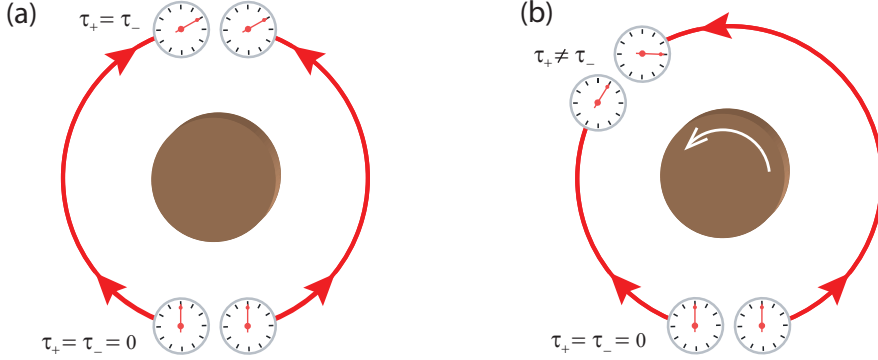 (a)
τ₊ = τ₋
τ₊ = τ₋ = 0
(b)
τ₊ ≠ τ₋
τ₊ = τ₋ = 0